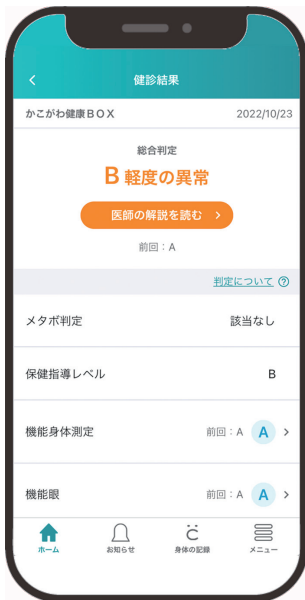 健診結果
かこがわ健康BOX 2022/10/23
総合判定
B 軽度の異常
医師の解説を読む
前回：A
判定について ?
メタボ判定 該当なし
保健指導レベル B
機能身体測定 前回：A A
機能眼 前回：A A
ホーム お知らせ 身体の記録 メニュー